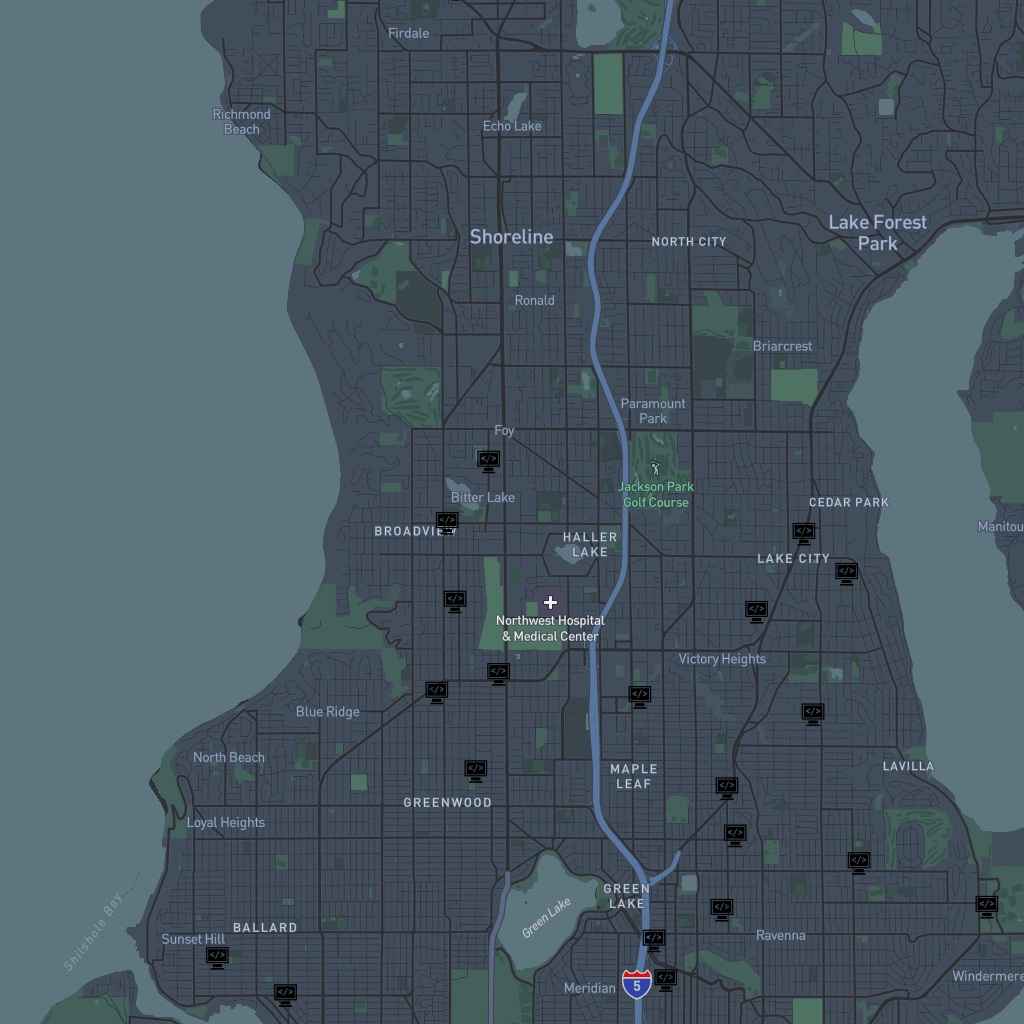 Firdale
Richmond
Beach
Echo Lake
Shoreline
Lake Forest
Park
NORTH CITY
Ronald
Briarcrest
Paramount
Park
Foy
Jackson Park
Golf Course
Bitter Lake
CEDAR PARK
BROADVIEW
Manitou
HALLER
LAKE
LAKE CITY
Northwest Hospital
& Medical Center
Victory Heights
Blue Ridge
North Beach
MAPLE
LEAF
LAVILLA
GREENWOOD
Loyal Heights
GREEN
LAKE
Green Lake
Shilshole Bay
BALLARD
Sunset Hill
Ravenna
Meridian
5
Windermere